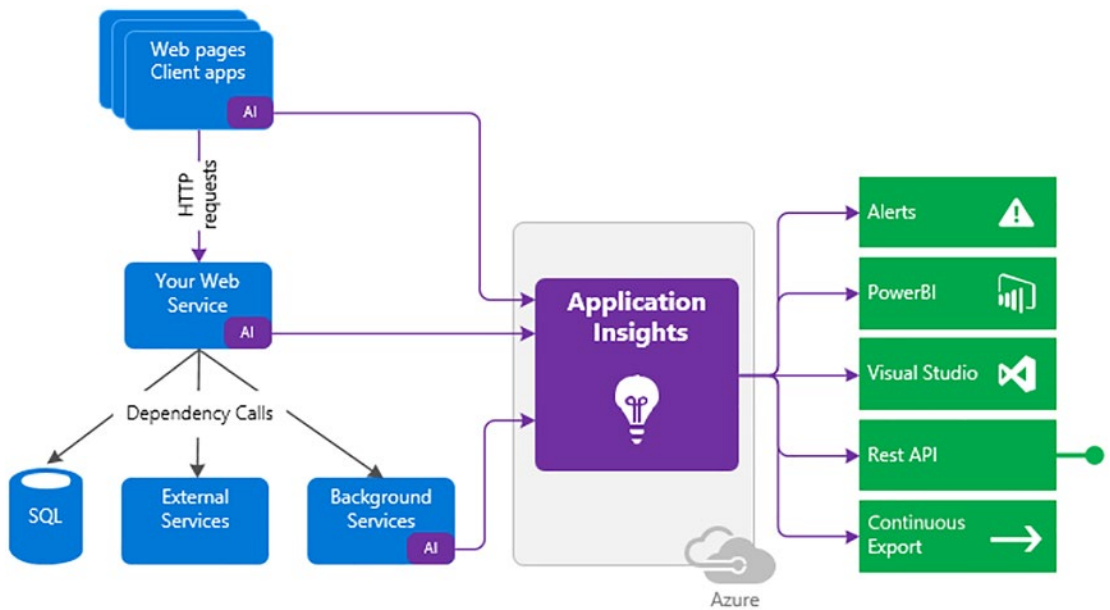 Web pages
Client apps
AI
HTTP
requests
Your Web
Service
AI
Dependency Calls
SQL
External
Services
Background
Services
AI
Application
Insights
Azure
Alerts
PowerBI
Visual Studio
Rest API
Continuous
Export